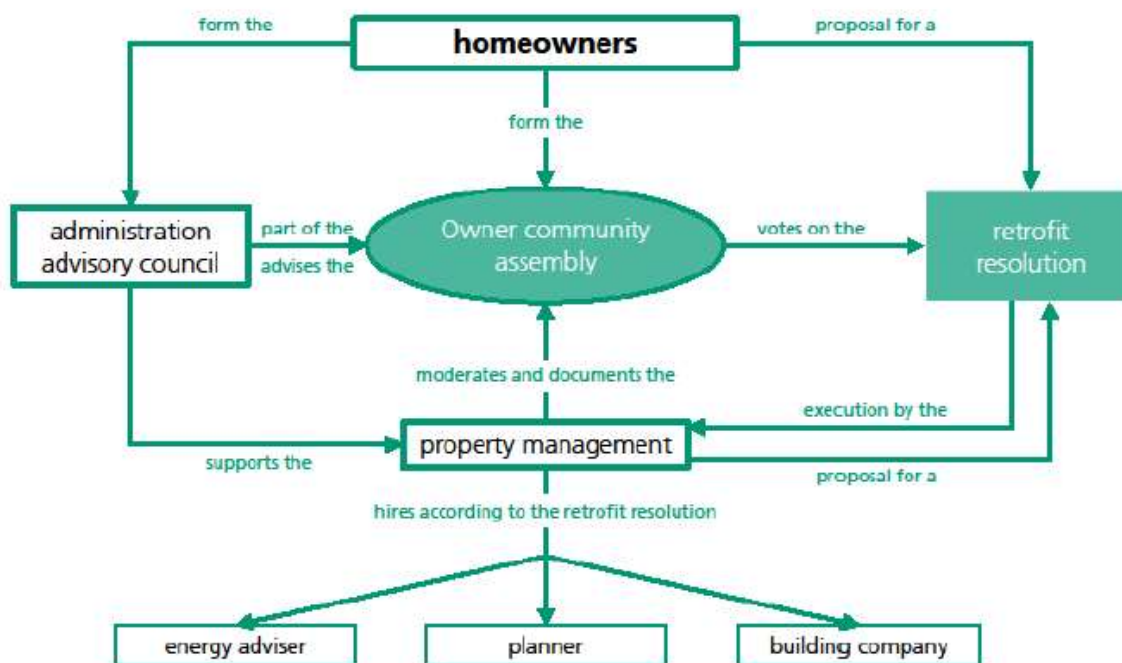 form the
homeowners
proposal for a
form the
administration
advisory council
part of the
advises the
Owner community
assembly
votes on the
retrofit
resolution
moderates and documents the
execution by the
property management
supports the
proposal for a
hires according to the retrofit resolution
energy adviser
planner
building company